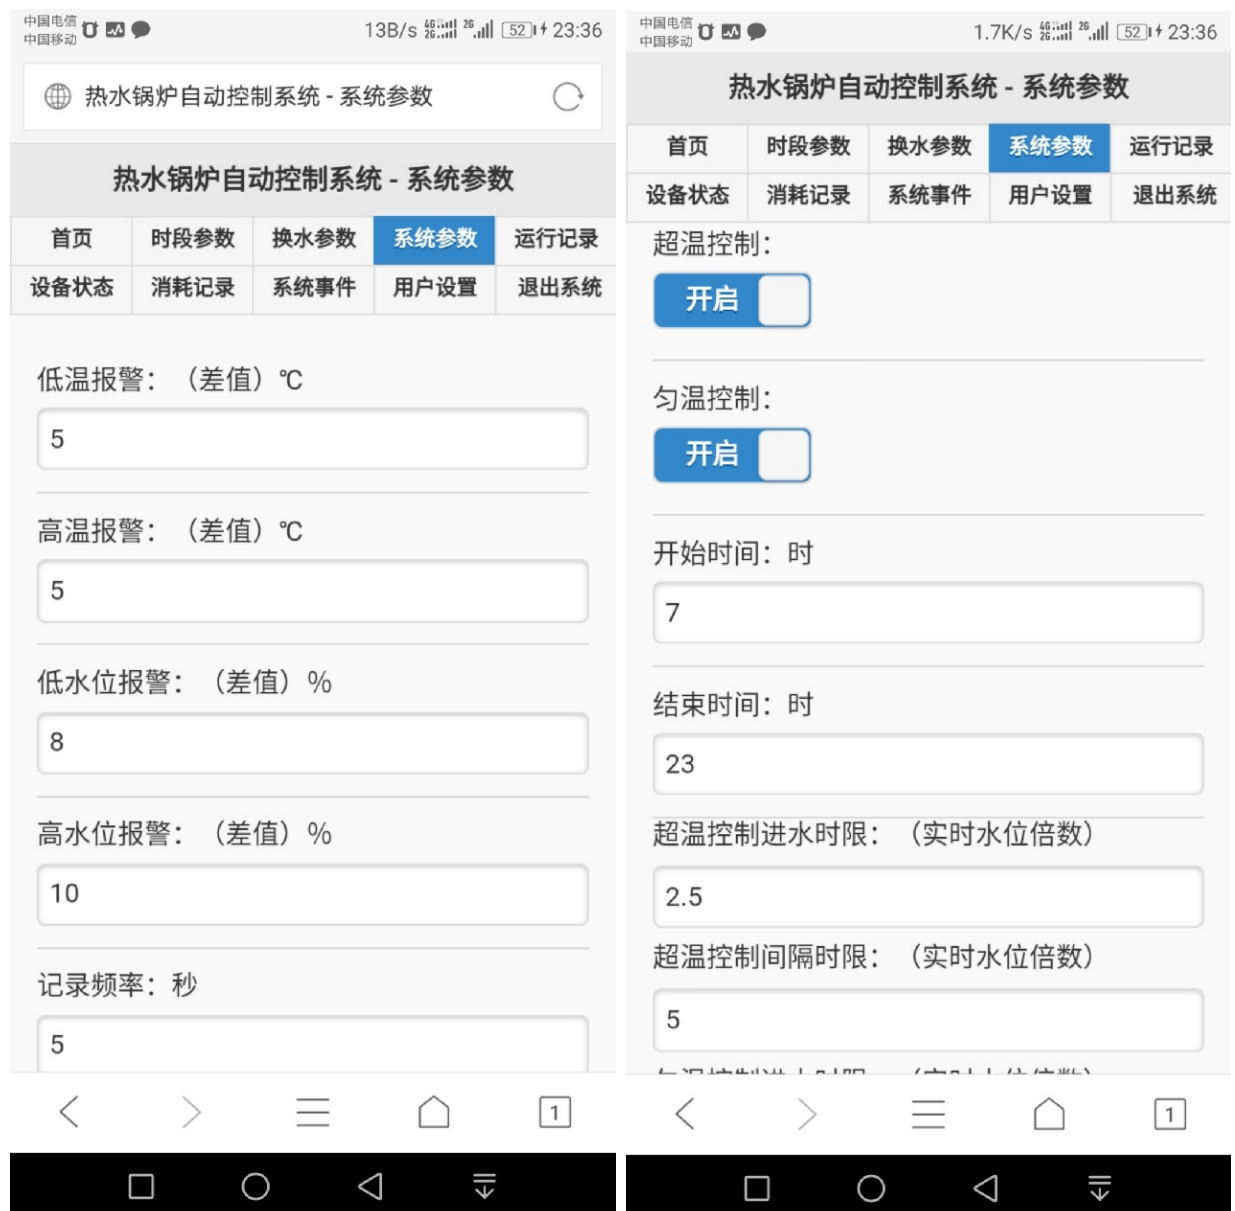 中国电信
中国移动
13B/s 4G 2G 2G 52 23:36
热水锅炉自动控制系统 - 系统参数
热水锅炉自动控制系统 - 系统参数
首页 时段参数 换水参数 系统参数 运行记录
设备状态 消耗记录 系统事件 用户设置 退出系统
低温报警：（差值）℃
5
高温报警：（差值）℃
5
低水位报警：（差值）%
8
高水位报警：（差值）%
10
记录频率：秒
5
1
中国电信
中国移动
1.7K/s 4G 2G 2G 52 23:36
热水锅炉自动控制系统 - 系统参数
首页 时段参数 换水参数 系统参数 运行记录
设备状态 消耗记录 系统事件 用户设置 退出系统
超温控制：
开启
匀温控制：
开启
开始时间：时
7
结束时间：时
23
超温控制进水时限：（实时水位倍数）
2.5
超温控制间隔时限：（实时水位倍数）
5
1